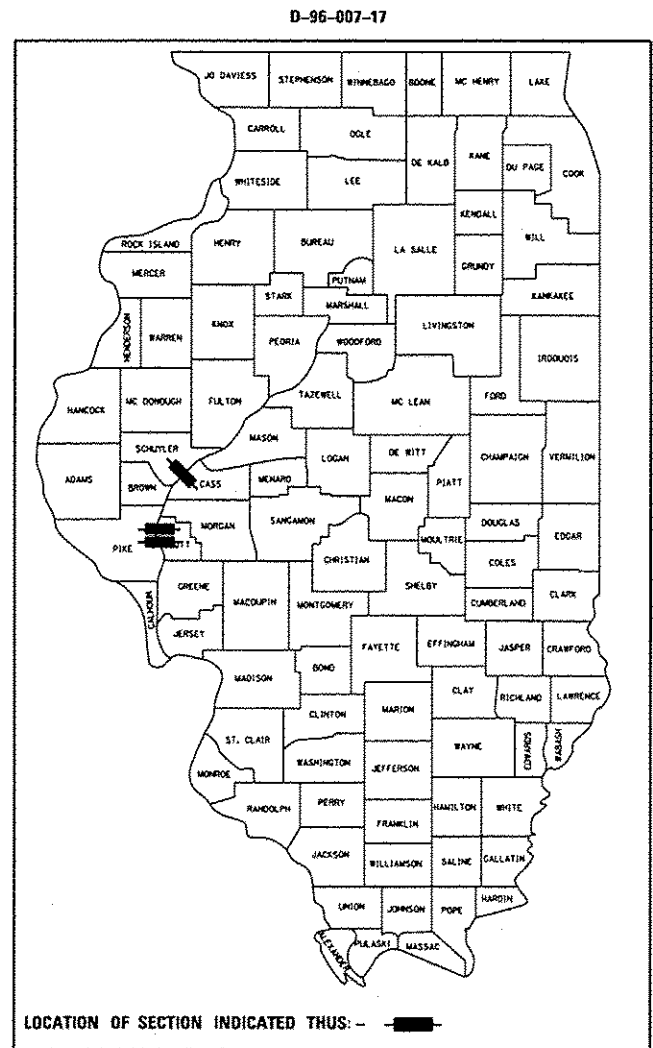 D-96-007-17
JO DAVIESS STEPHENSON WINNEBAGO BOONE MC HENRY LAKE
CARROLL OGLE DE KALB KANE DU PAGE COOK
WHITESIDE LEE
KENDALL WILL
ROCK ISLAND HENRY BUREAU LA SALLE GRUNDY
MERCER PUTNAM KANKAKEE
STARK MARSHALL
HENDERSON WARREN KNOX PEORIA WOODFORD LIVINGSTON IROQUOIS
HANCOCK MC DONOUGH FULTON TAZEWELL MC LEAN FORD
MASON
SCHUYLER LOGAN DE WITT CHAMPAIGN VERMILION
ADAMS BROWN CASS MENARD PIATT
MACON
PIKE MORGAN SANGAMON MOULTRIE DOUGLAS EDGAR
CHRISTIAN COLES
CALHOUN GREENE MACOUPIN MONTGOMERY SHELBY CUMBERLAND CLARK
JERSEY
FAYETTE EFFINGHAM JASPER CRAWFORD
MADISON BOND
CLAY RICHLAND LAWRENCE
CLINTON MARION
ST. CLAIR WAYNE EDWARDS WABASH
WASHINGTON JEFFERSON
MONROE
RANDOLPH PERRY HAMILTON WHITE
FRANKLIN
JACKSON WILLIAMSON SALINE GALLATIN
UNION JOHNSON POPE HARDIN
ALEXANDER PULASKI MASSAC
LOCATION OF SECTION INDICATED THUS: -